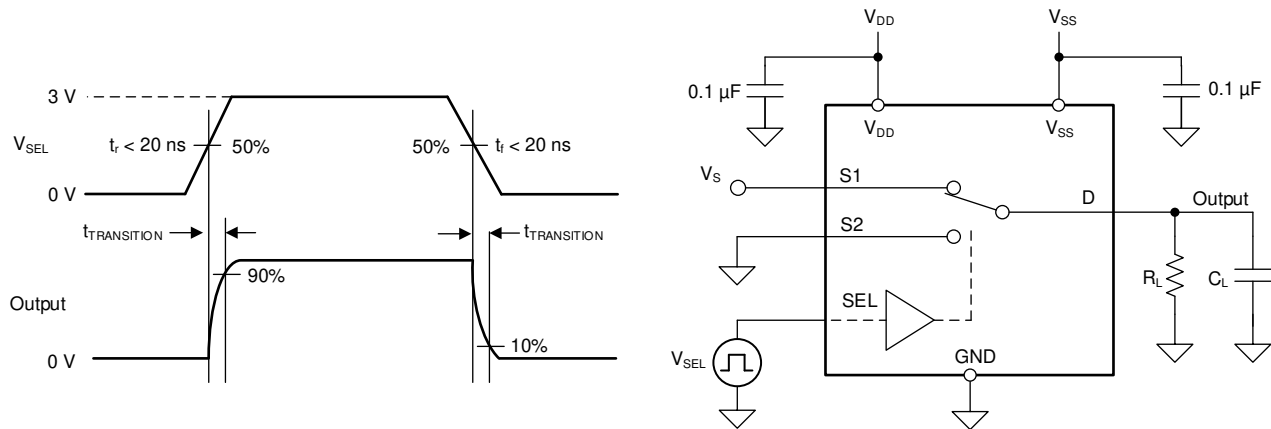 3 V
V_SEL
t_r < 20 ns
50%
50%
t_f < 20 ns
0 V
t_TRANSITION
t_TRANSITION
90%
Output
10%
0 V
V_DD
V_SS
0.1 µF
0.1 µF
V_DD
V_SS
V_S
S1
D
Output
S2
R_L
C_L
SEL
V_SEL
GND